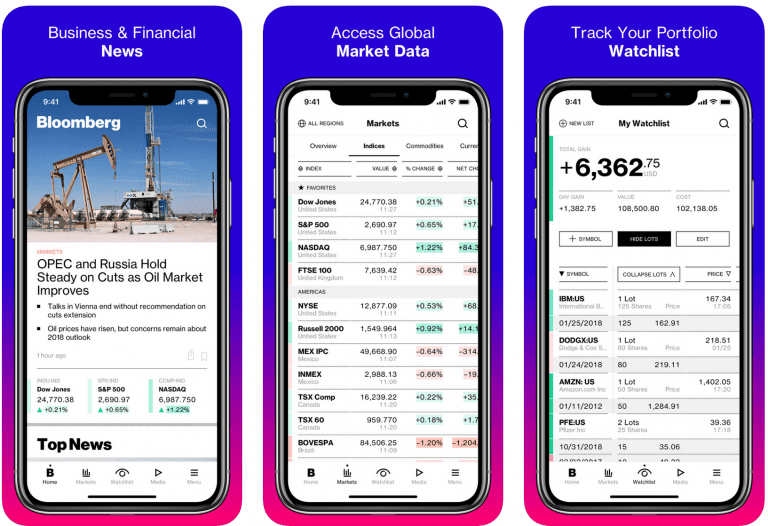 Business & Financial
News
9:41
Bloomberg
MARKETS
OPEC and Russia Hold
Steady on Cuts as Oil Market
Improves
Talks in Vienna end without recommendation on
cuts extension
Oil prices have risen, but concerns remain about
2018 outlook
1 hour ago
INDU:IND
SPX:IND
CCMP:IND
Dow Jones
S&P 500
NASDAQ
24,770.38
2,690.97
6,987.750
+0.21%
+0.65%
+1.22%
Top News
Home
Markets
Watchlist
Media
Menu
Access Global
Market Data
9:41
ALL REGIONS
Markets
Overview
Indices
Commodities
Curre
INDEX
VALUE
% CHANGE
NET CH
FAVORITES
Dow Jones 24,770.38 +0.21% +51.
United States 11:27
S&P 500 2,690.97 +0.65% +17.
United States 11:12
NASDAQ 6,987.750 +1.22% +84.3
United States 11:27
FTSE 100 7,639.42 -0.63% -48.
United Kingdom 11:12
AMERICAS
NYSE 12,877.09 +0.53% +68.
United States 11:11
Russell 2000 1,549.964 +0.92% +14.1
United States 11:13
MEX IPC 49,668.90 -0.64% -314.
Mexico 11:07
INMEX 2,988.13 -0.66% -19.
Mexico 11:06
TSX Comp 16,239.22 +0.22% +35.
Canada 11:20
TSX 60 959.770 +0.18% +1.7
Canada 11:20
BOVESPA 84,506.25 -1.20% -1,204.
Brazil 11:09
Home
Markets
Watchlist
Media
Menu
Track Your Portfolio
Watchlist
9:41
NEW LIST
My Watchlist
TOTAL GAIN
+6,362.75
USD
DAY GAIN
VALUE
COST
+1,382.75
108,500.80
102,138.05
+ SYMBOL
HIDE LOTS
EDIT
SYMBOL
COLLAPSE LOTS
PRICE
IBM:US 1 Lot 167.34
International B... 125 Shares Price 17:05
01/25/2018 125 162.91
DODGX:US 1 Lot 218.51
Dodge & Cox S... 80 Shares Price 01/25
01/24/2018 80 219.11
AMZN: US 1 Lot 1,402.05
Amazon.com Inc 50 Shares Price 17:20
01/11/2012 50 1,284.91
PFE:US 2 Lots 39.36
Pfizer Inc 25 Shares Price 17:18
10/31/2018 15 35.06
Home
Markets
Watchlist
Media
Menu